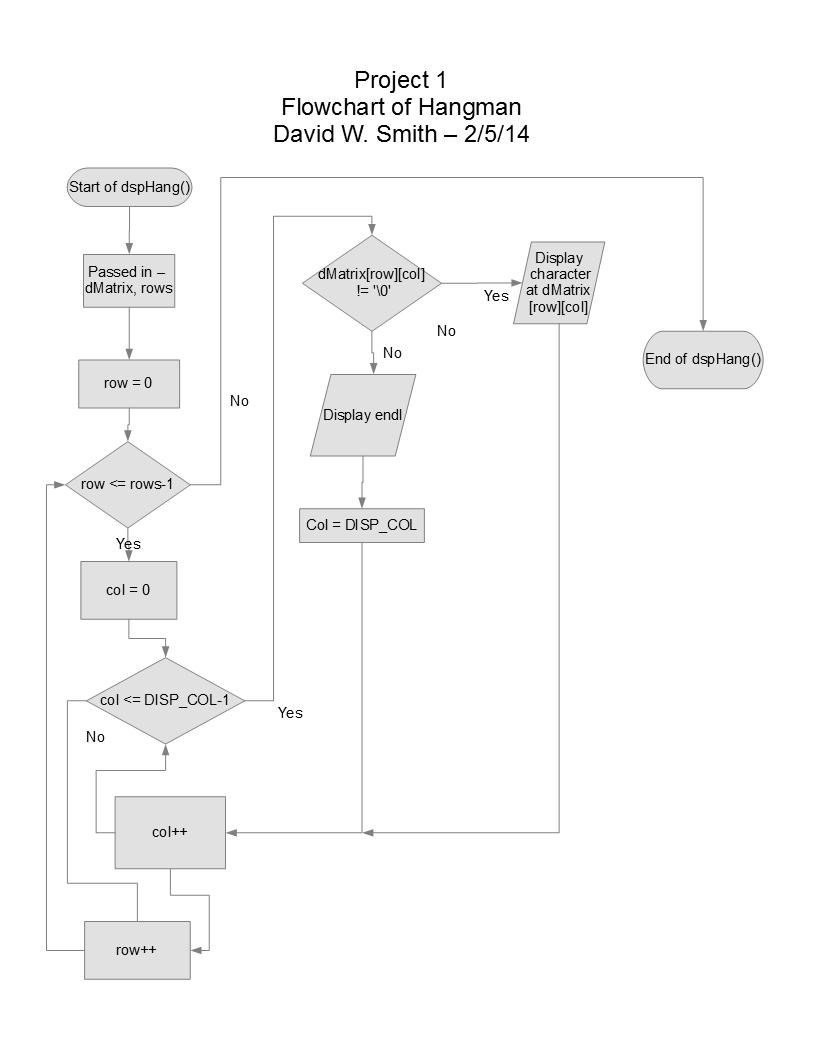 Project 1
Flowchart of Hangman
David W. Smith – 2/5/14
Start of dspHang()
Passed in –
dMatrix, rows
row = 0
No
row <= rows-1
Yes
col = 0
col <= DISP_COL-1
Yes
No
col++
row++
dMatrix[row][col]
!= '\0'
Yes
No
No
Display
character
at dMatrix
[row][col]
Display endl
Col = DISP_COL
End of dspHang()